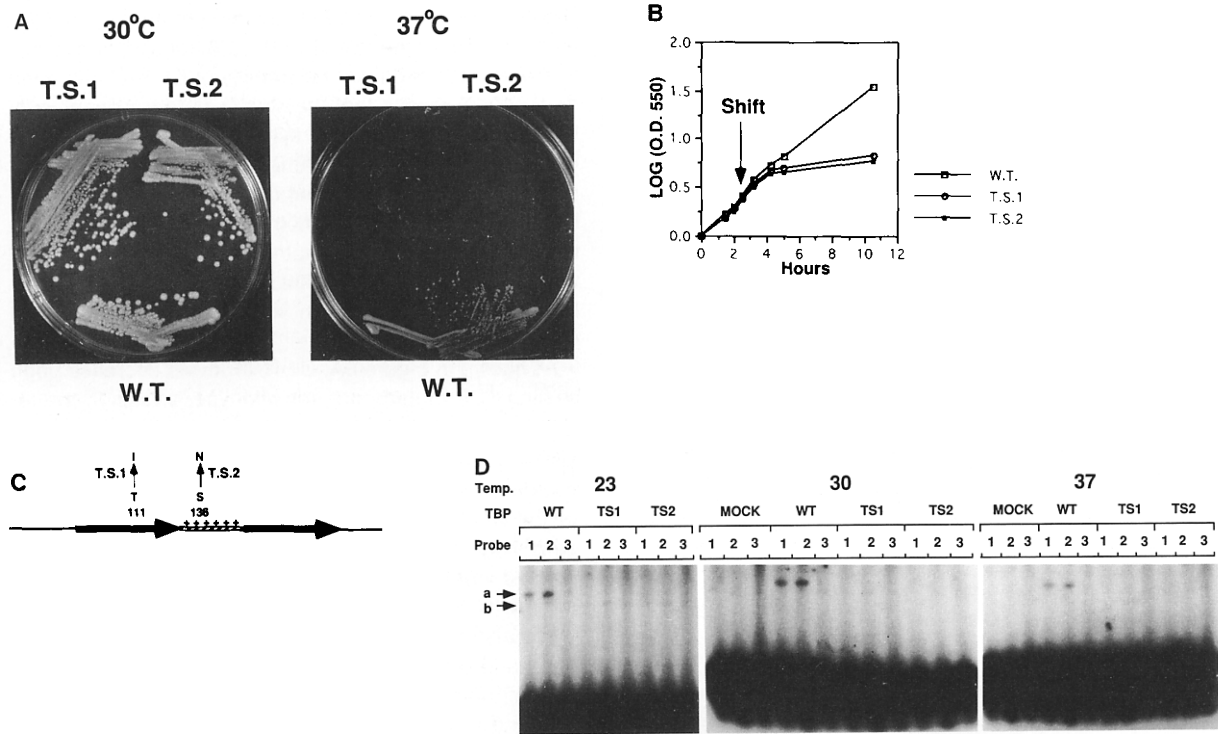 A
30°C
37°C
T.S.1 T.S.2
T.S.1 T.S.2
W.T.
W.T.
B
2.0
1.5
1.0
0.5
0.0
LOG (O.D. 550)
Shift
0 2 4 6 8 10 12
Hours
W.T.
T.S.1
T.S.2
C
I N
T.S.1 T.S.2
T S
111 136
+ + + + + +
D
Temp. 23 30 37
TBP WT TS1 TS2 MOCK WT TS1 TS2 MOCK WT TS1 TS2
Probe 1 2 3 1 2 3 1 2 3 1 2 3 1 2 3 1 2 3 1 2 3 1 2 3 1 2 3 1 2 3 1 2 3
a
b